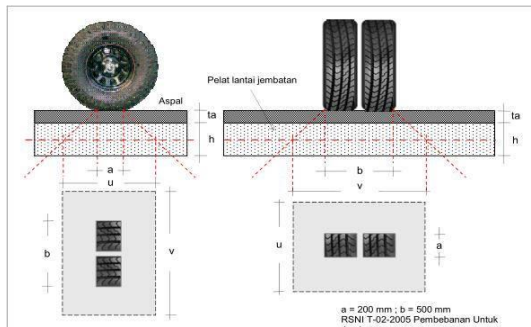 Aspal
Pelat lantai jembatan
ta
h
ta
h
a
u
b
v
b
v
u
a
a = 200 mm ; b = 500 mm
RSNI T-02-2005 Pembebanan Untuk